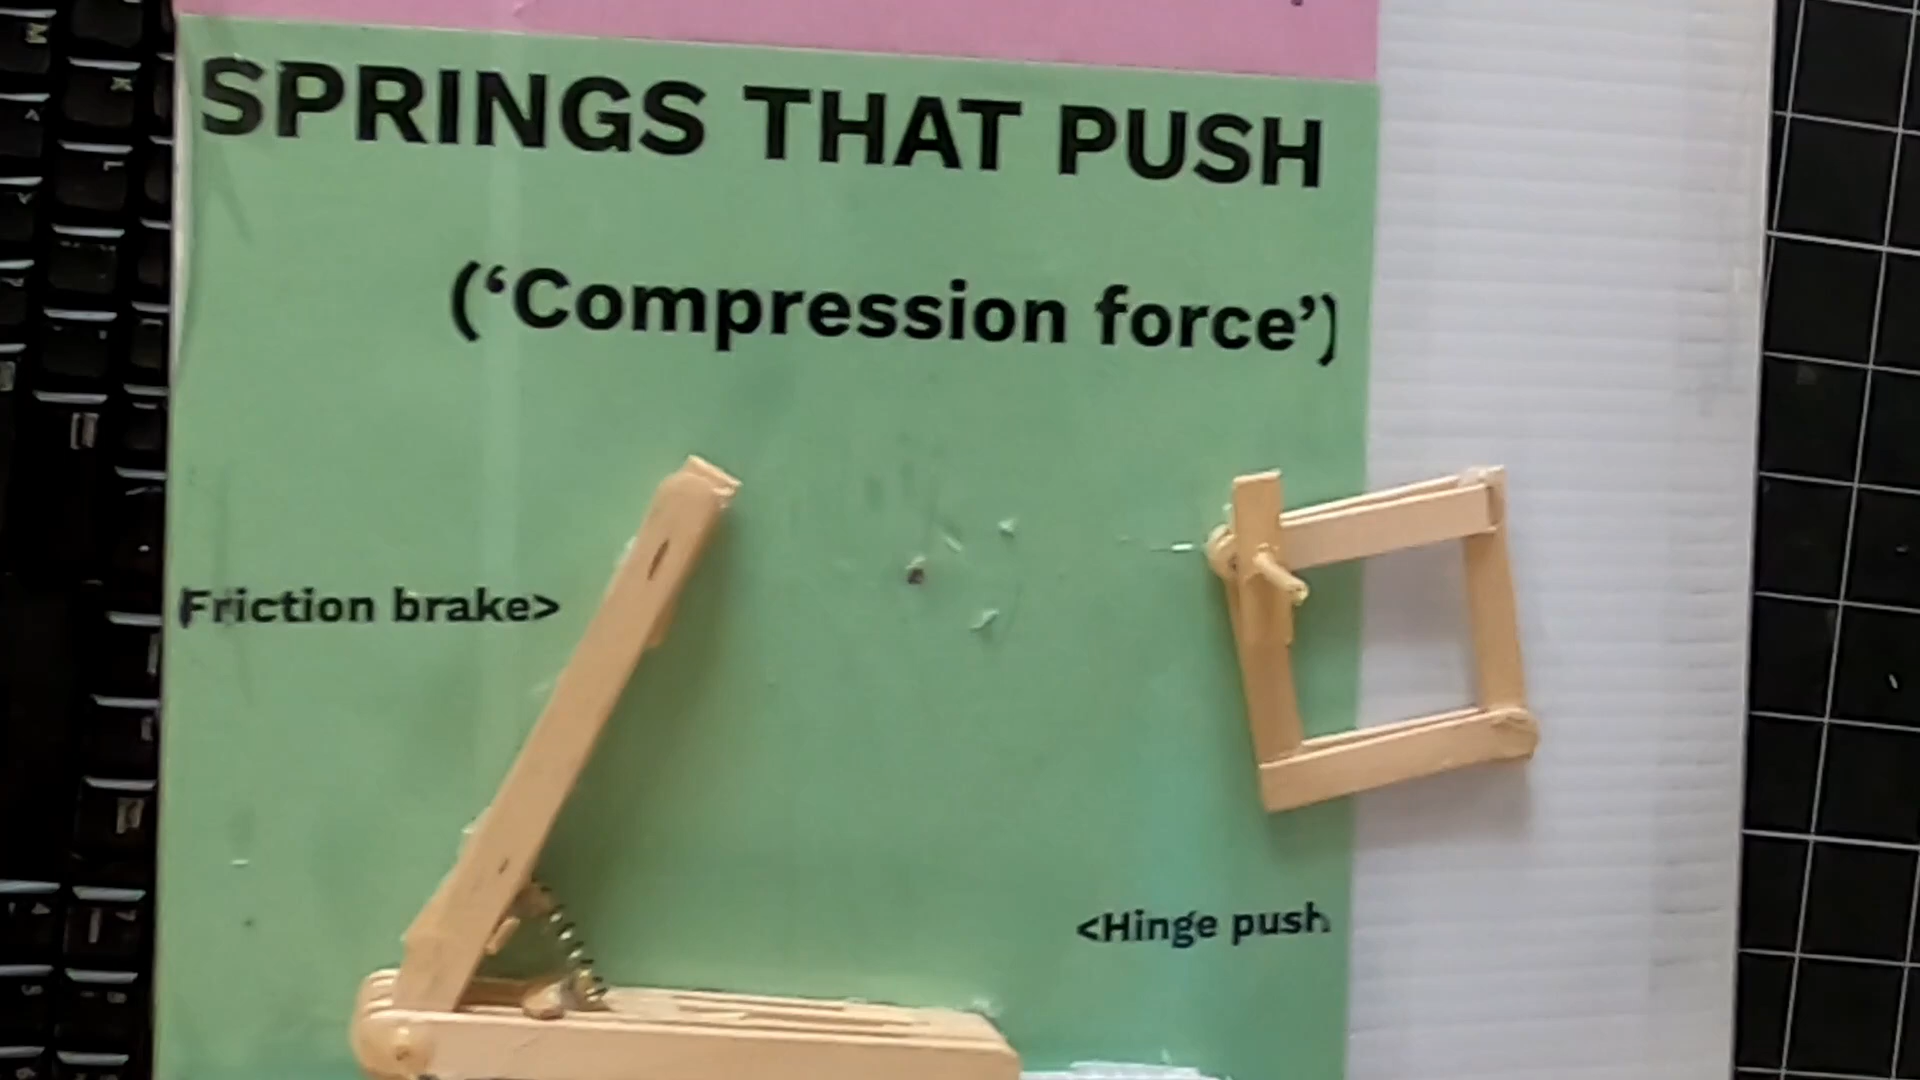 SPRINGS THAT PUSH
(‘Compression force’)
Friction brake>
<Hinge push